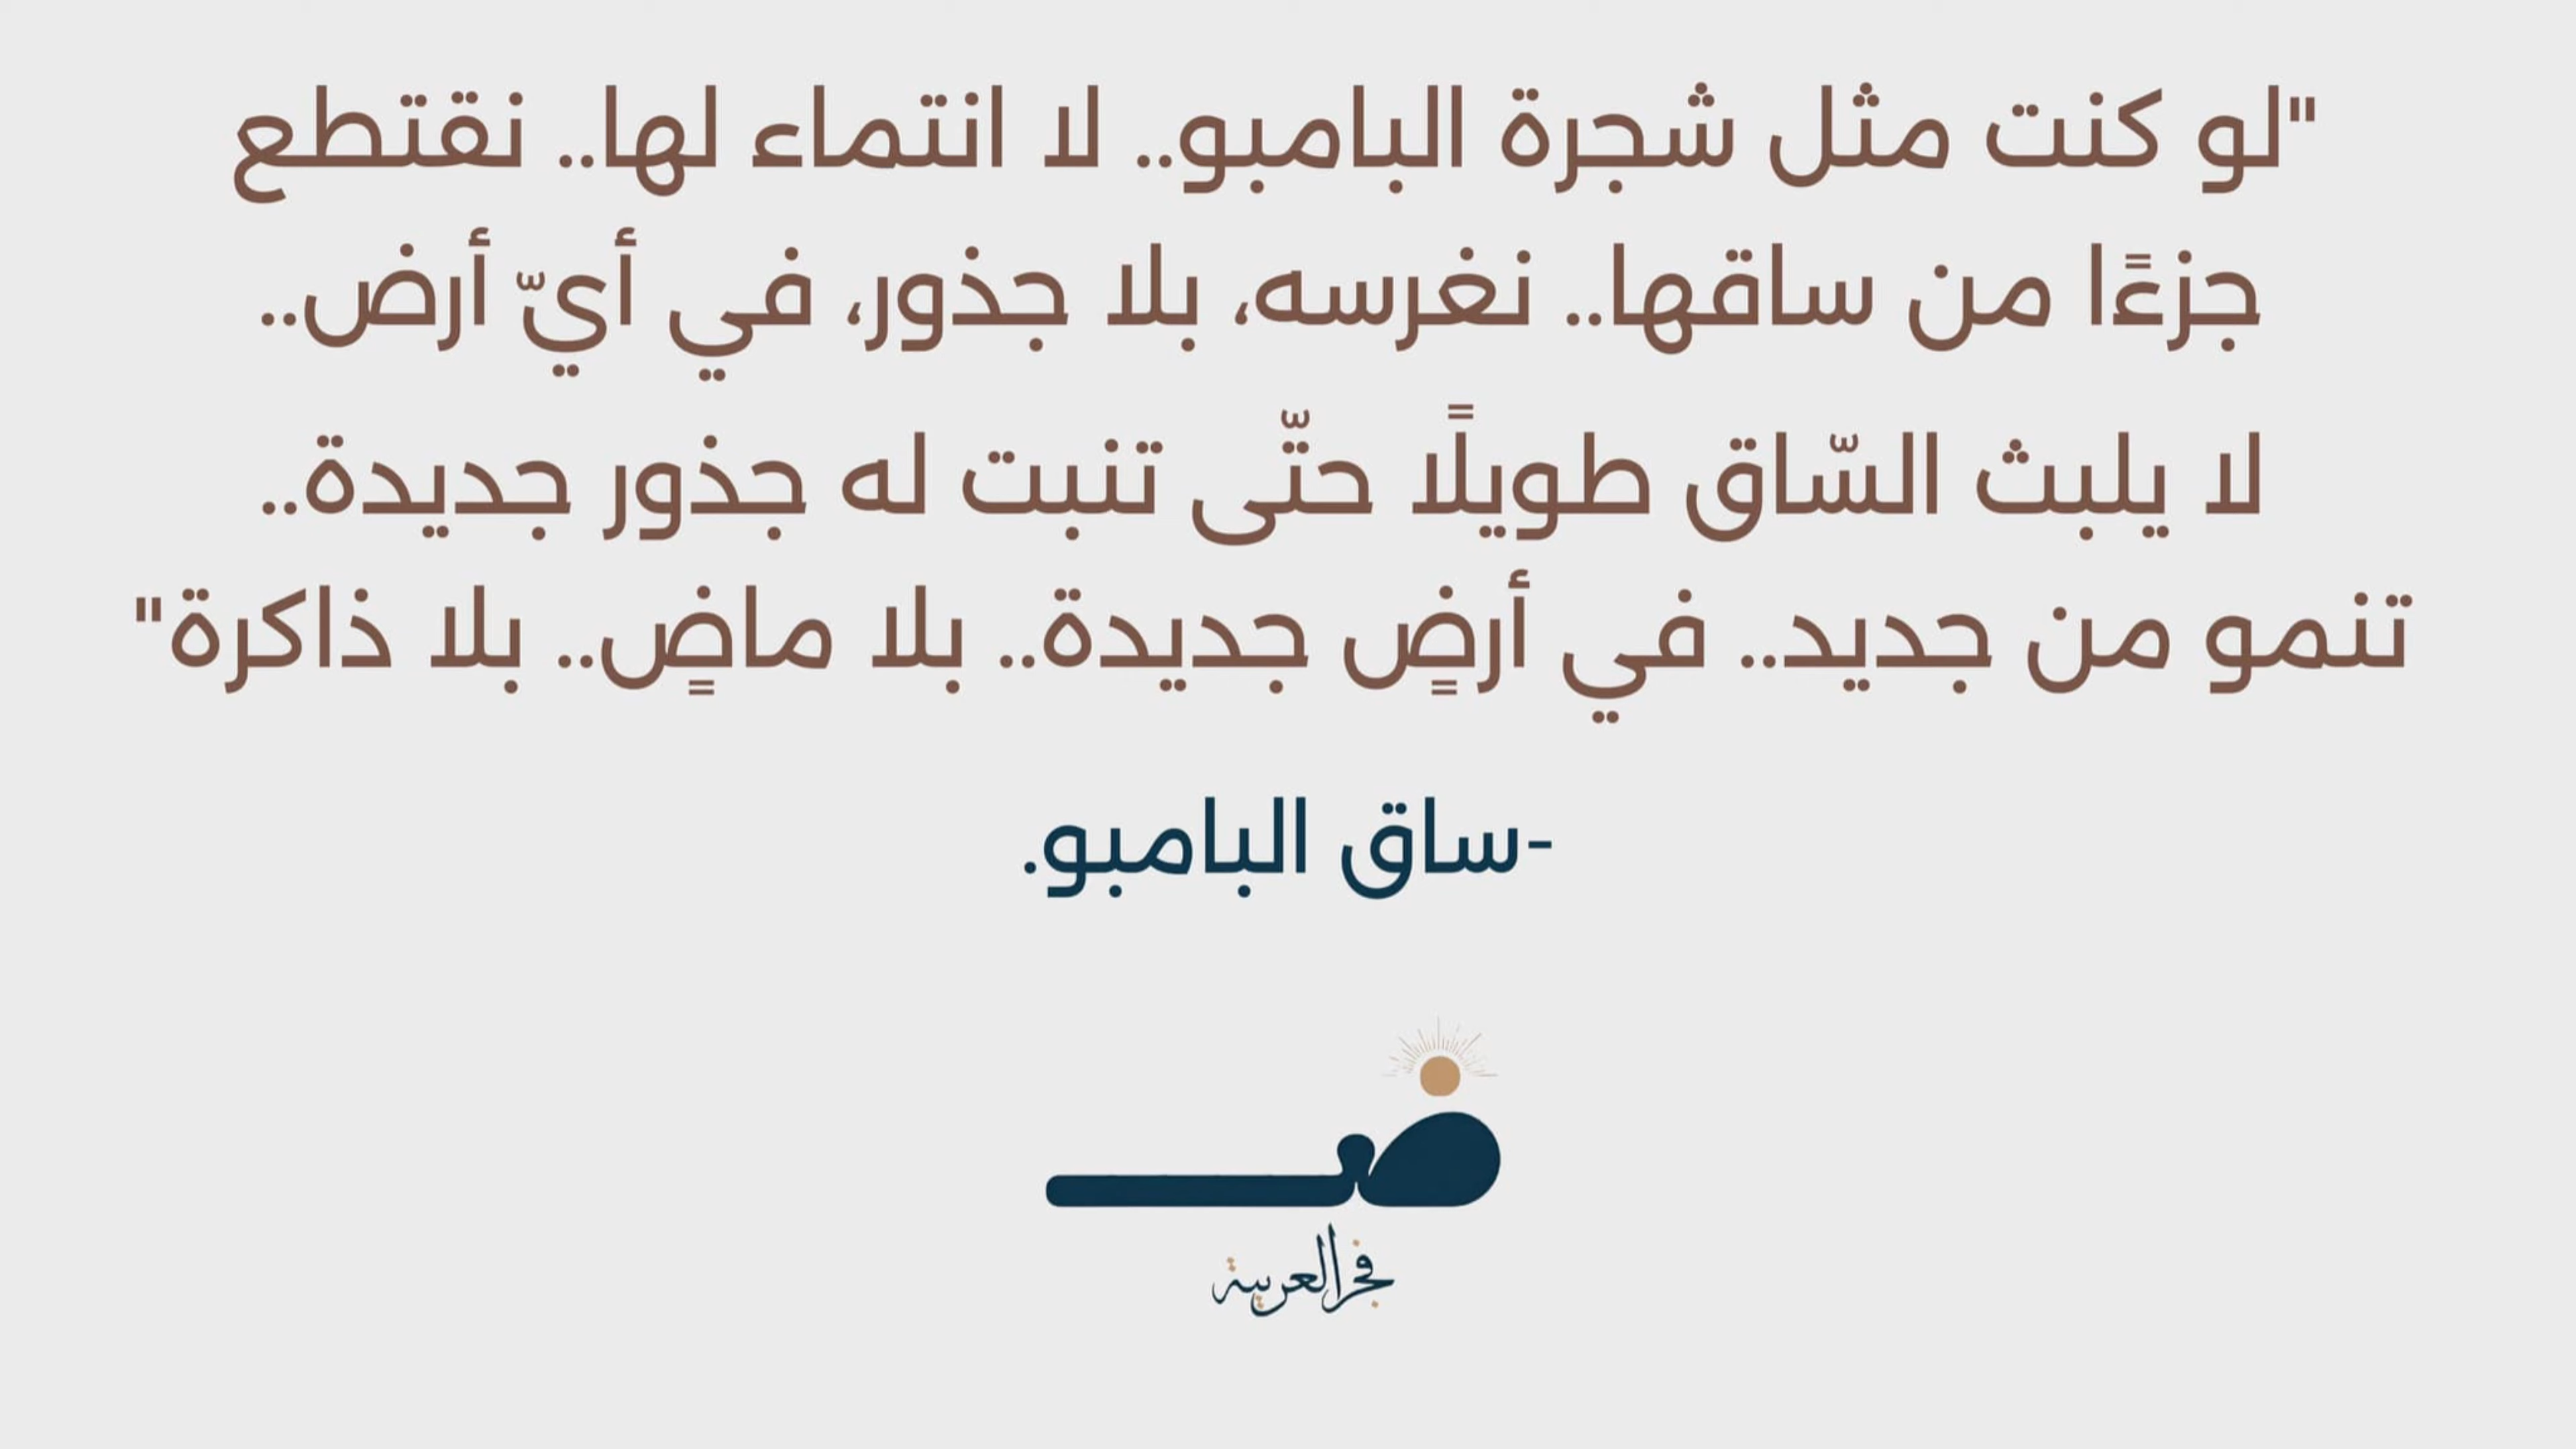 "لو كنت مثل شجرة البامبو.. لا انتماء لها.. نقتطع
جزءًا من ساقها.. نغرسه، بلا جذور، في أيّ أرض..
لا يلبث السّاق طويلًا حتّى تنبت له جذور جديدة..
تنمو من جديد.. في أرضٍ جديدة.. بلا ماضٍ.. بلا ذاكرة"
-ساق البامبو.
ضـ
فجر العربية